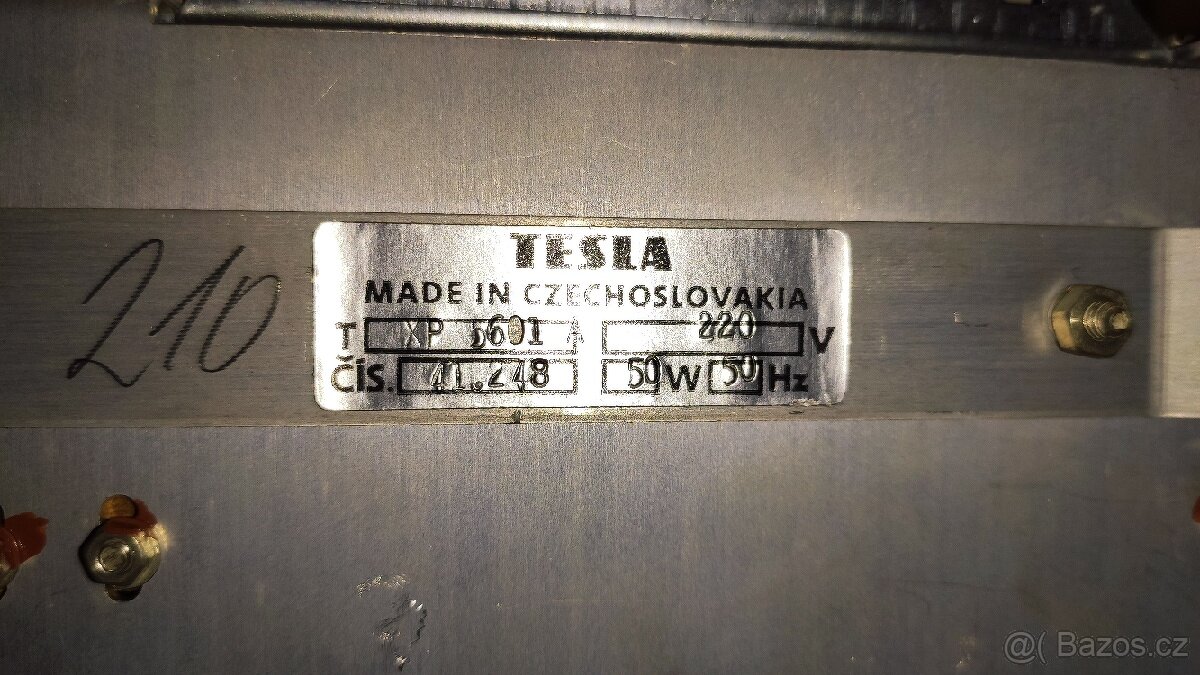 TESLA
MADE IN CZECHOSLOVAKIA
210
T XP 5601 A 220 V
ČÍS. 41.248 50 W 50 Hz
@( Bazos.cz